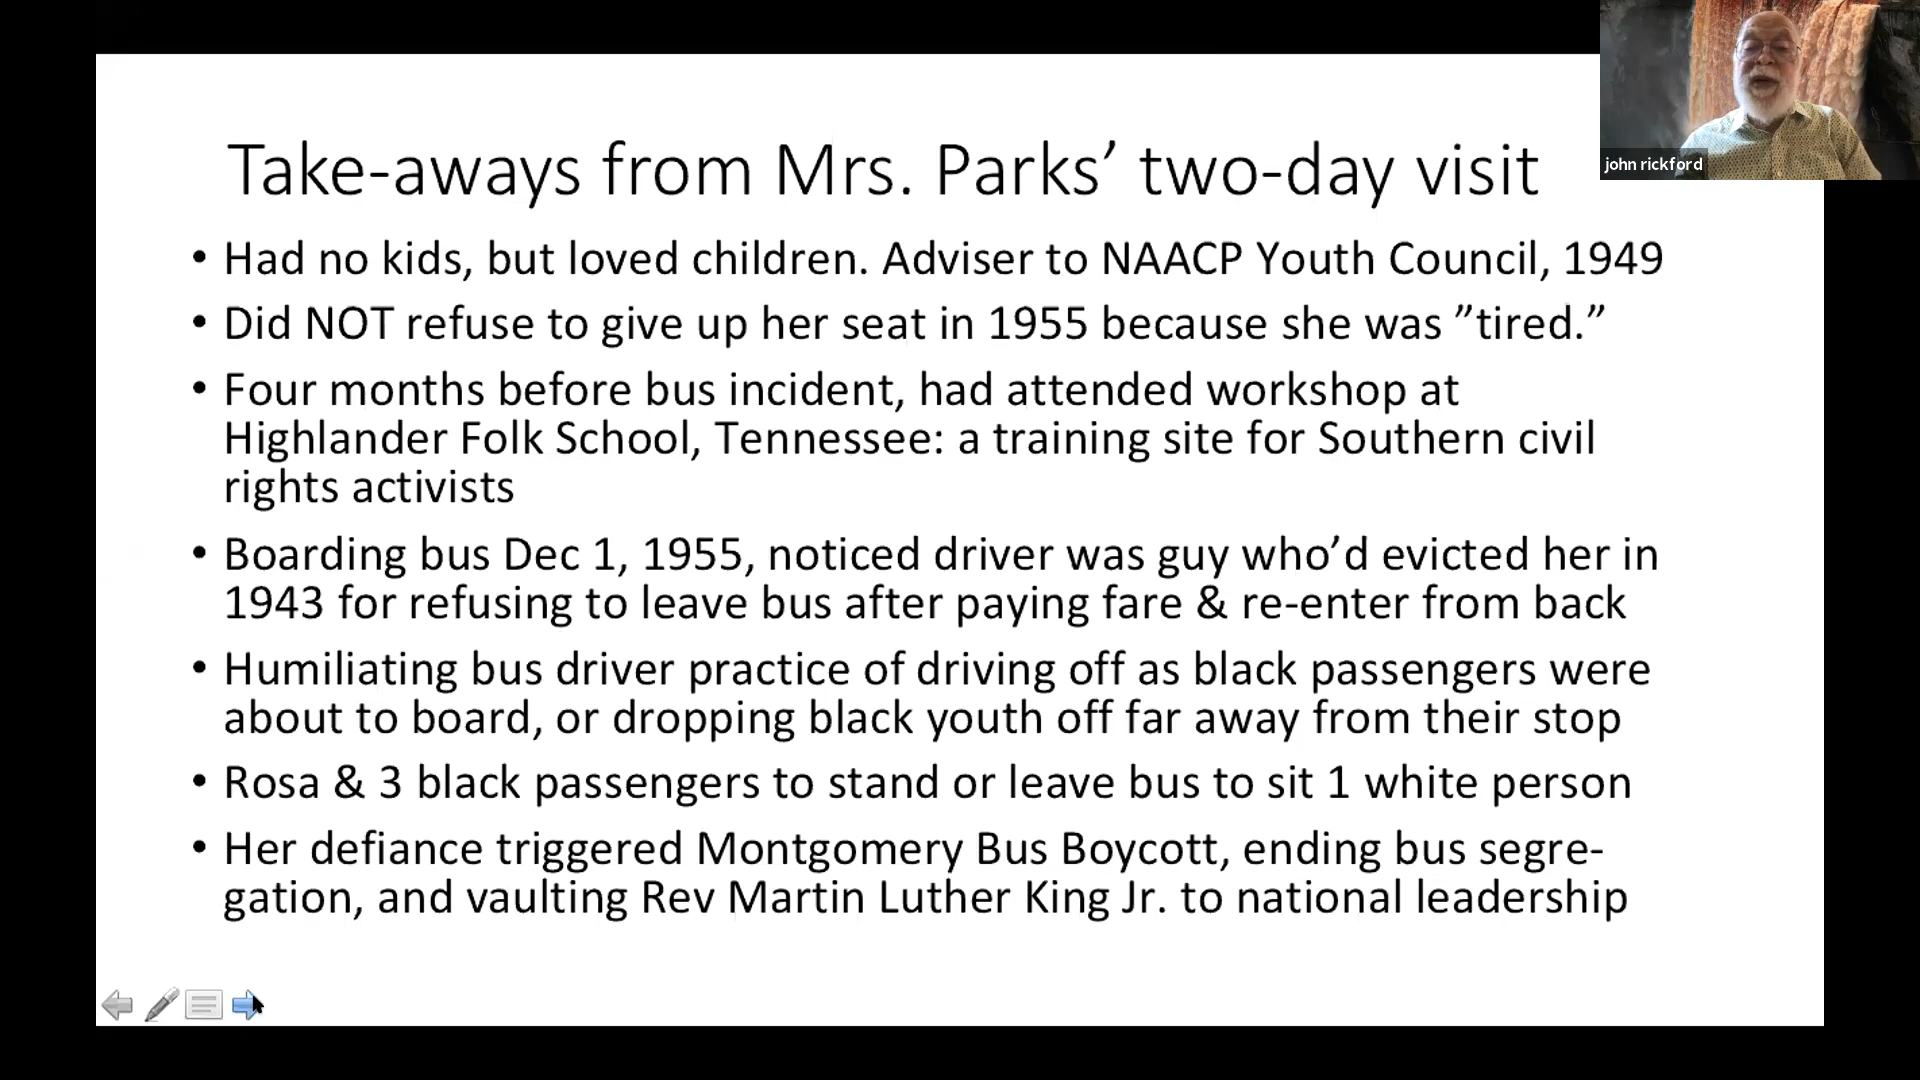 Take-aways from Mrs. Parks’ two-day visit
john rickford
• Had no kids, but loved children. Adviser to NAACP Youth Council, 1949
• Did NOT refuse to give up her seat in 1955 because she was ”tired.”
• Four months before bus incident, had attended workshop at
Highlander Folk School, Tennessee: a training site for Southern civil
rights activists
• Boarding bus Dec 1, 1955, noticed driver was guy who’d evicted her in
1943 for refusing to leave bus after paying fare & re-enter from back
• Humiliating bus driver practice of driving off as black passengers were
about to board, or dropping black youth off far away from their stop
• Rosa & 3 black passengers to stand or leave bus to sit 1 white person
• Her defiance triggered Montgomery Bus Boycott, ending bus segre-
gation, and vaulting Rev Martin Luther King Jr. to national leadership